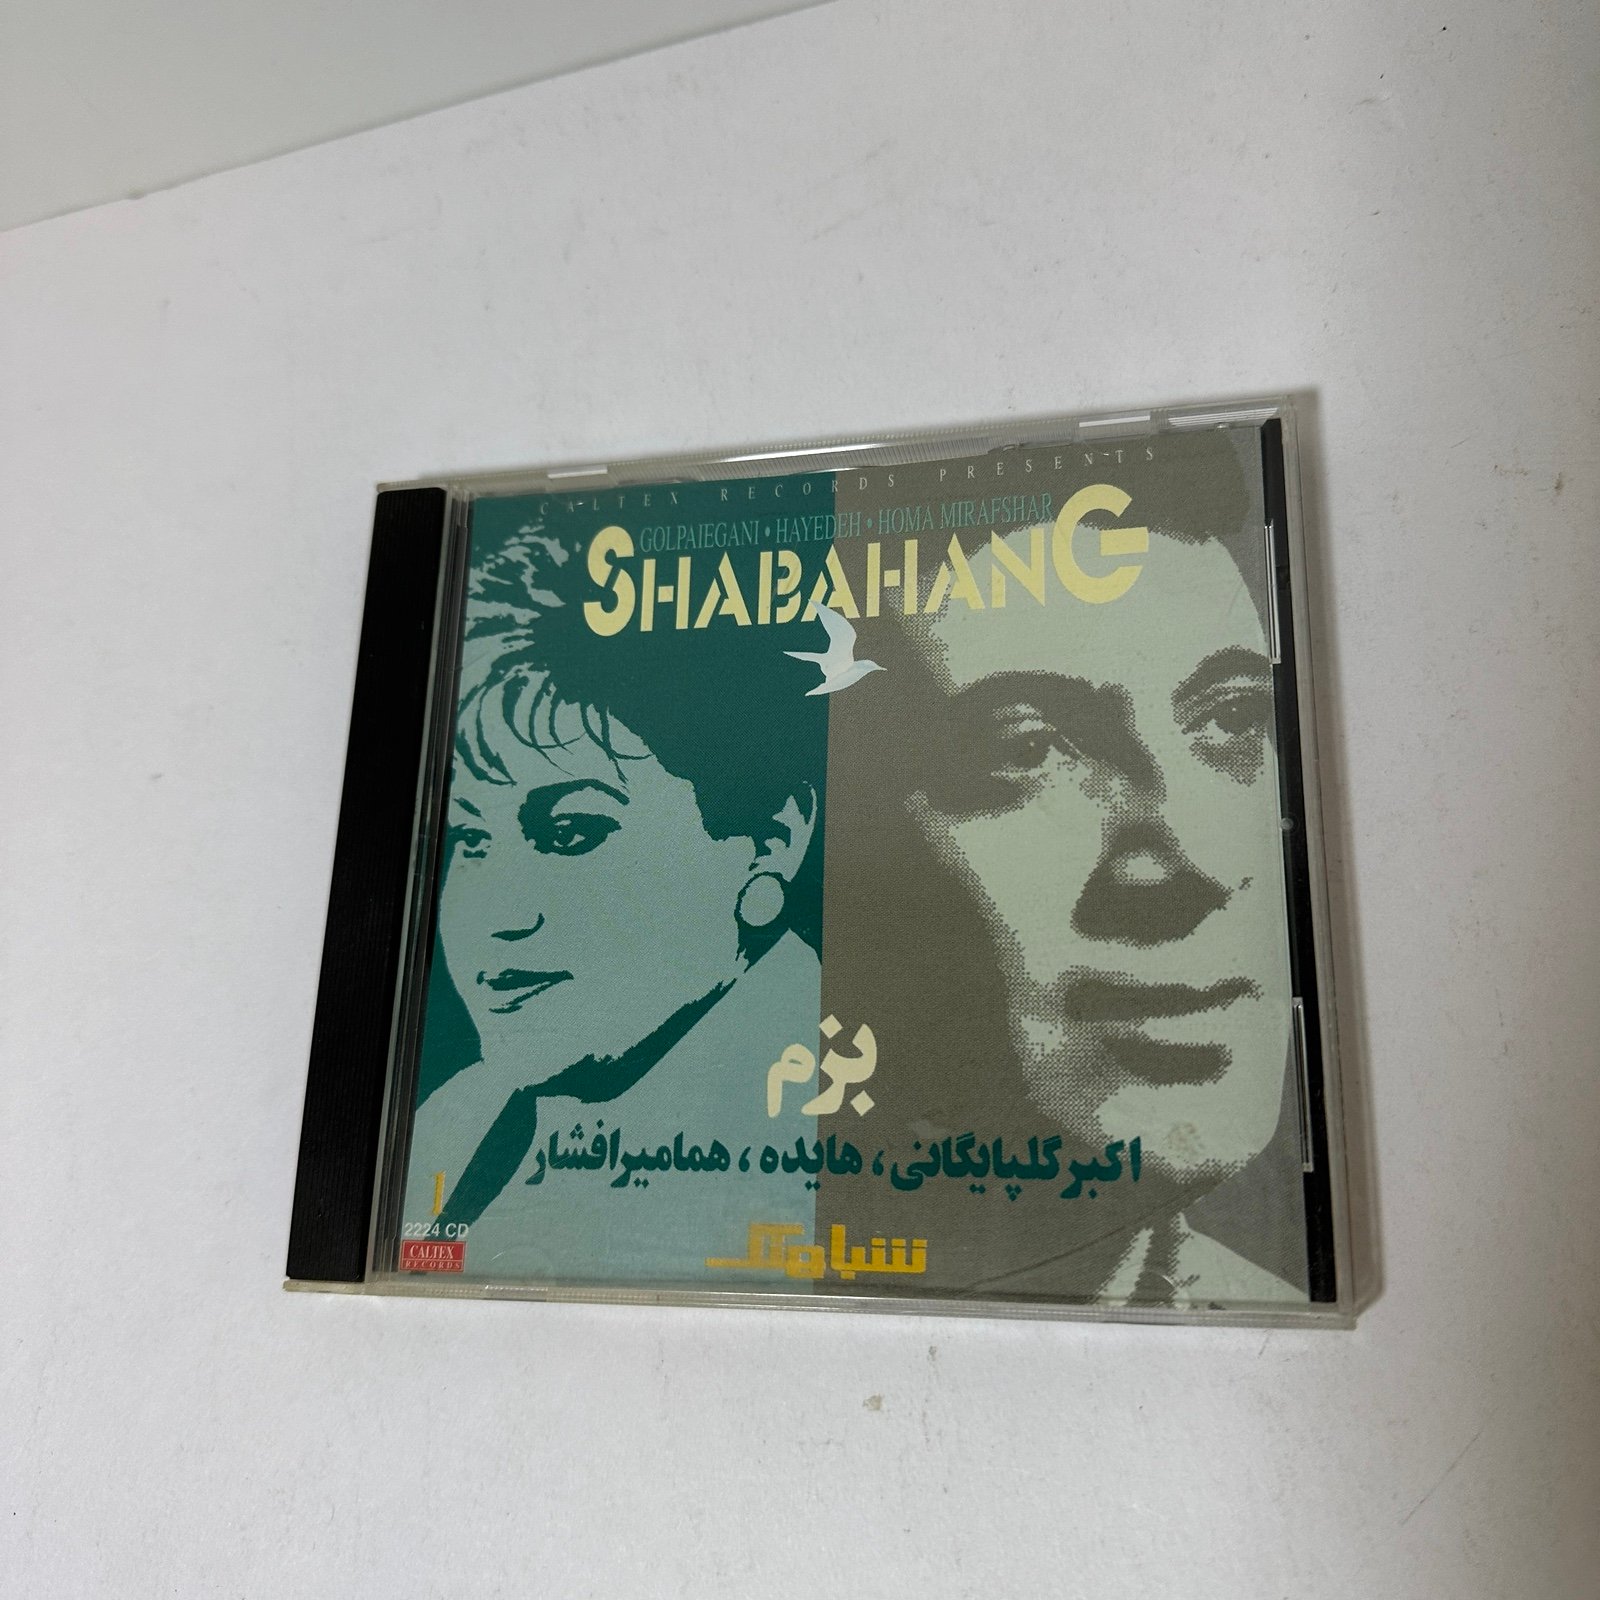 CALTEX RECORDS PRESENTS
GOLPAIEGANI • HAYEDEH • HOMA MIRAFSHAR
SHABAHANG
بزم
اکبر گلپایگانی، هایده، هما میرافشار
شباهنگ
1
2224 CD
CALTEX
RECORDS